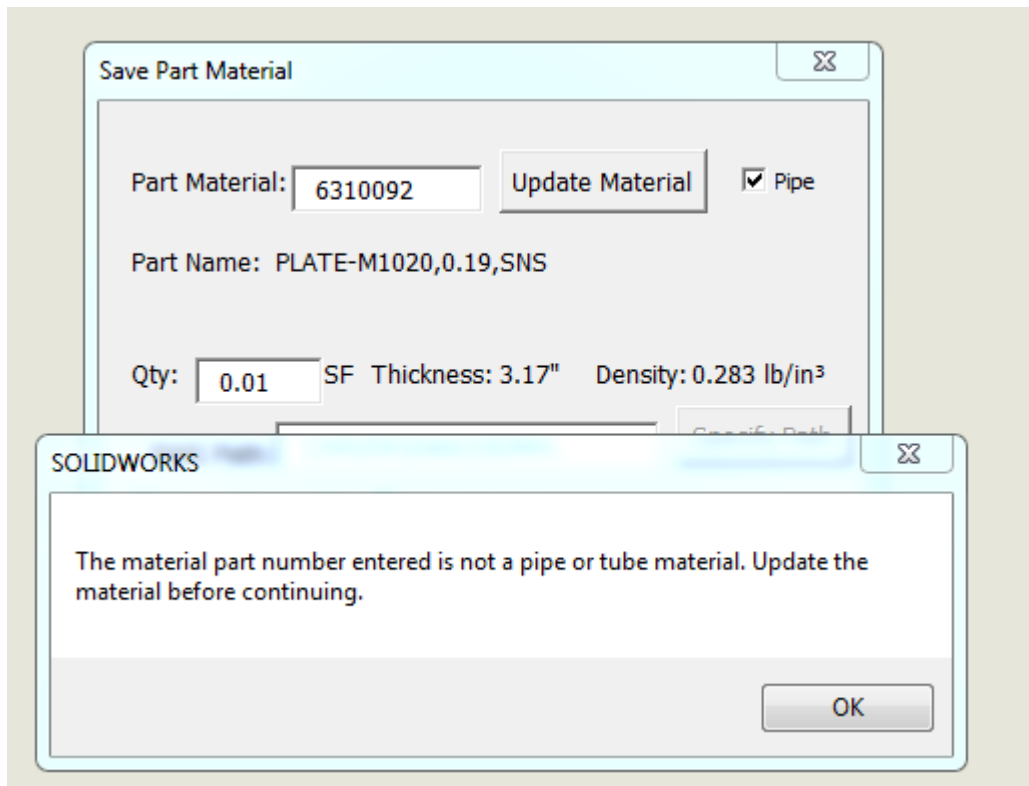 Save Part Material
Part Material: 6310092 Update Material Pipe
Part Name: PLATE-M1020,0.19,SNS
Qty: 0.01 SF Thickness: 3.17" Density: 0.283 lb/in³
SOLIDWORKS
The material part number entered is not a pipe or tube material. Update the
material before continuing.
OK